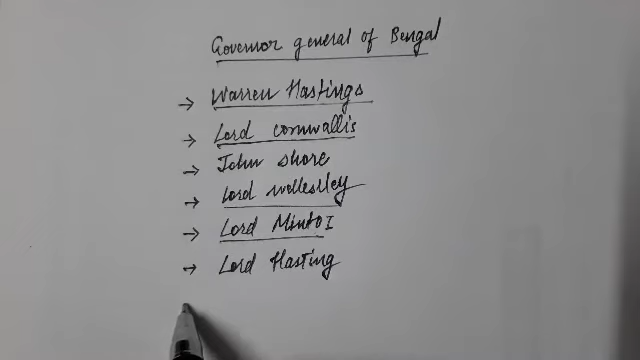 Governor general of Bengal
→ Warren Hastings
→ Lord cornwallis
→ John shore
→ Lord wellesley
→ Lord Minto I
→ Lord Hasting